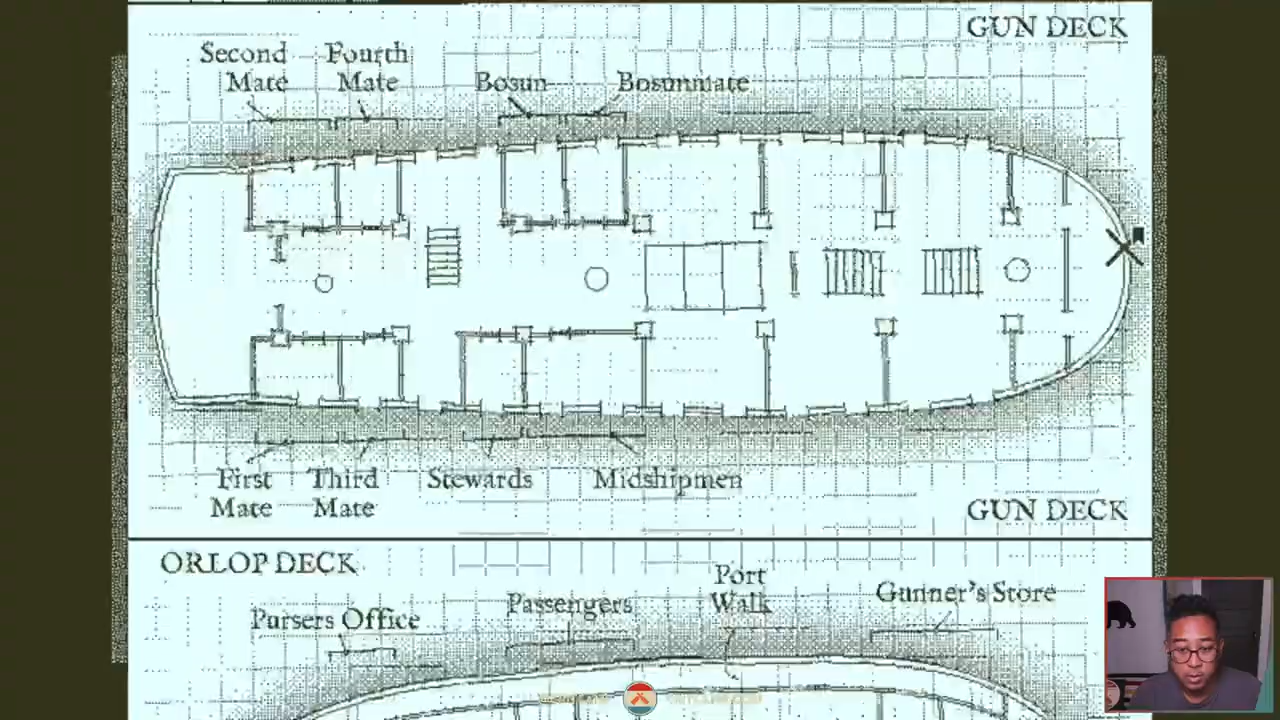 GUN DECK
Second Fourth
Mate Mate Bosun Bosunmate
First Third Stewards Midshipmen
Mate Mate
GUN DECK
ORLOP DECK
Port
Passengers Walk Gunner's Store
Pursers Office